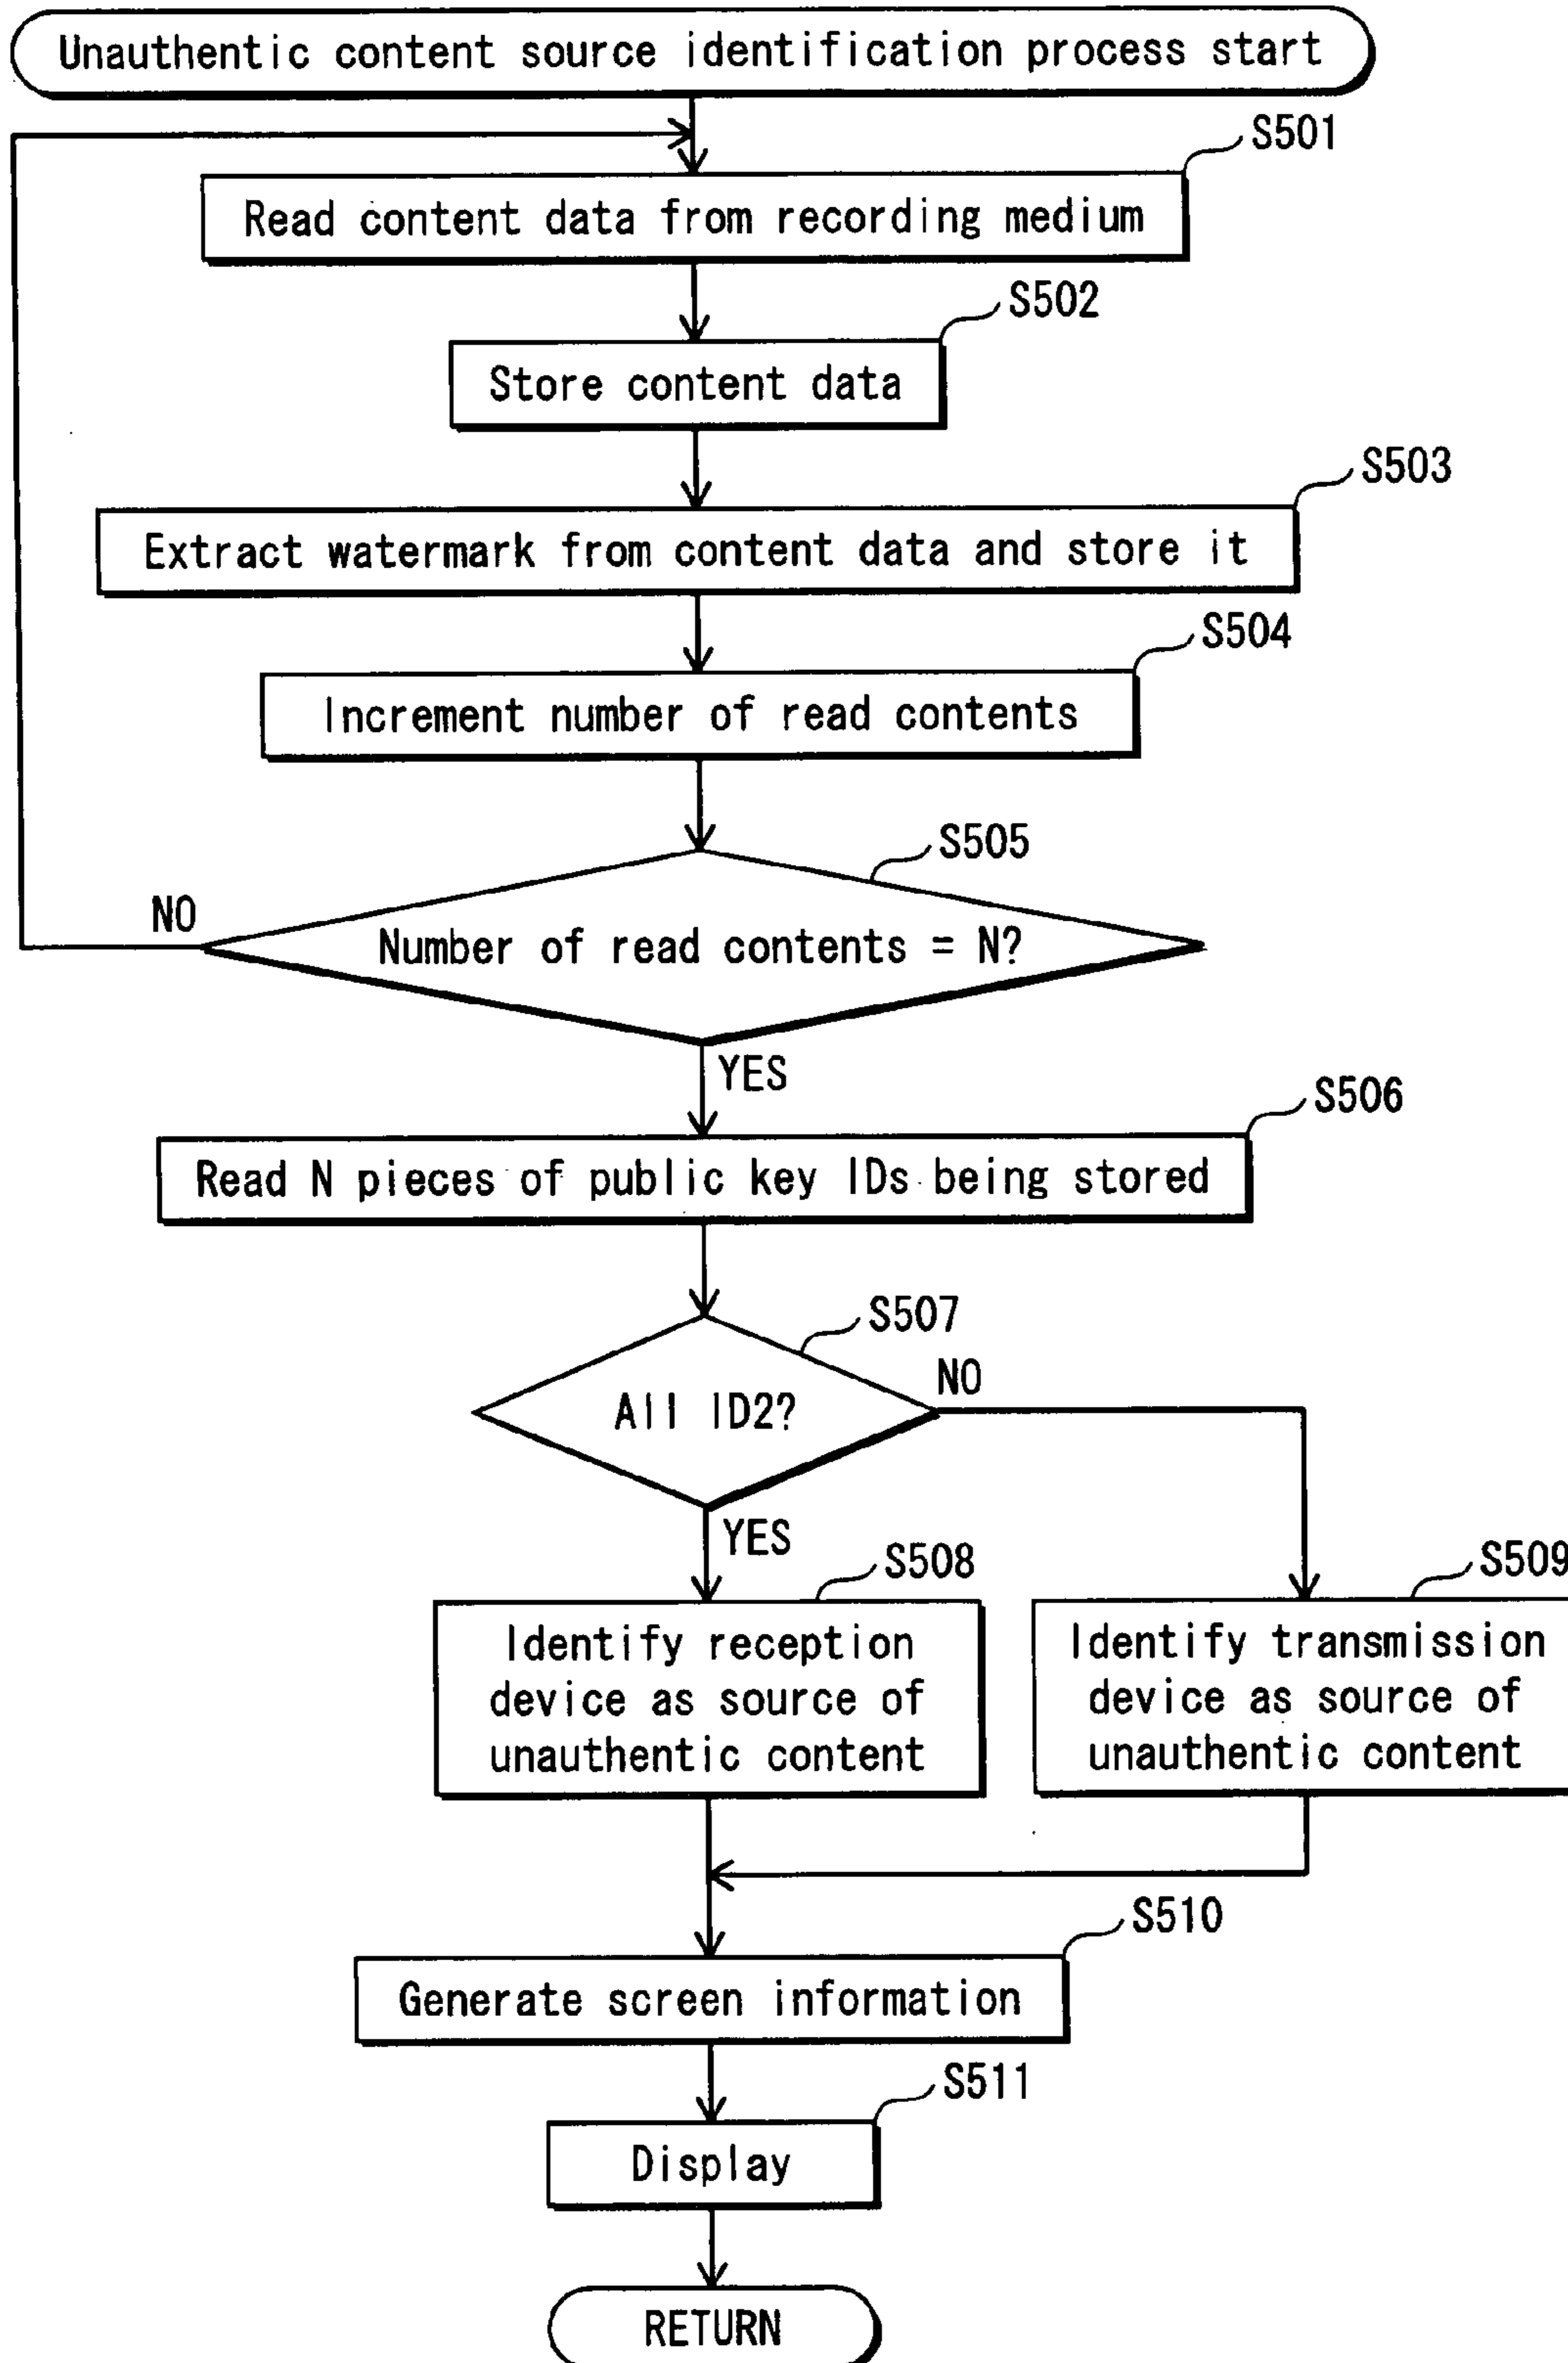 Unauthentic content source identification process start
S501
Read content data from recording medium
S502
Store content data
S503
Extract watermark from content data and store it
S504
Increment number of read contents
S505
NO
Number of read contents = N?
YES
S506
Read N pieces of public key IDs being stored
S507
NO
All ID2?
YES
S508
Identify reception
device as source of
unauthentic content
S509
Identify transmission
device as source of
unauthentic content
S510
Generate screen information
S511
Display
RETURN